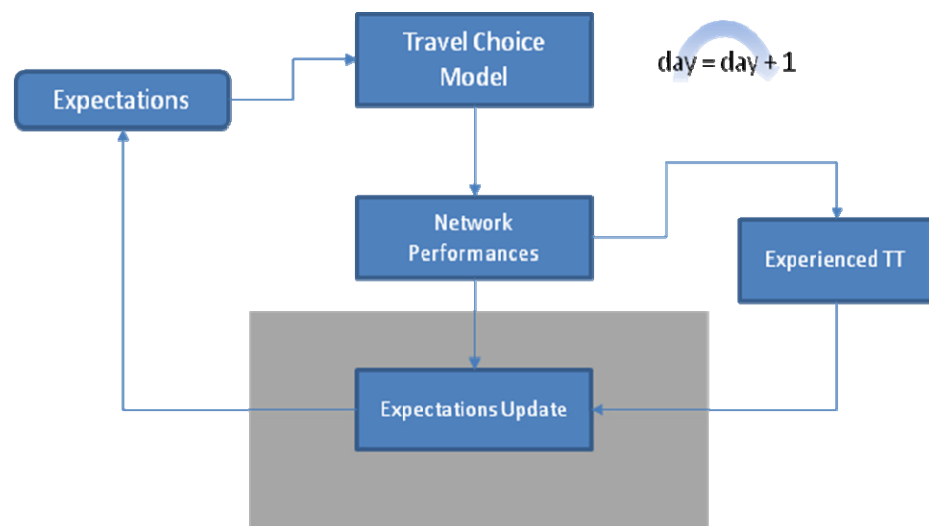 Travel Choice
Model
day = day + 1
Expectations
Network
Performances
Experienced TT
Expectations Update